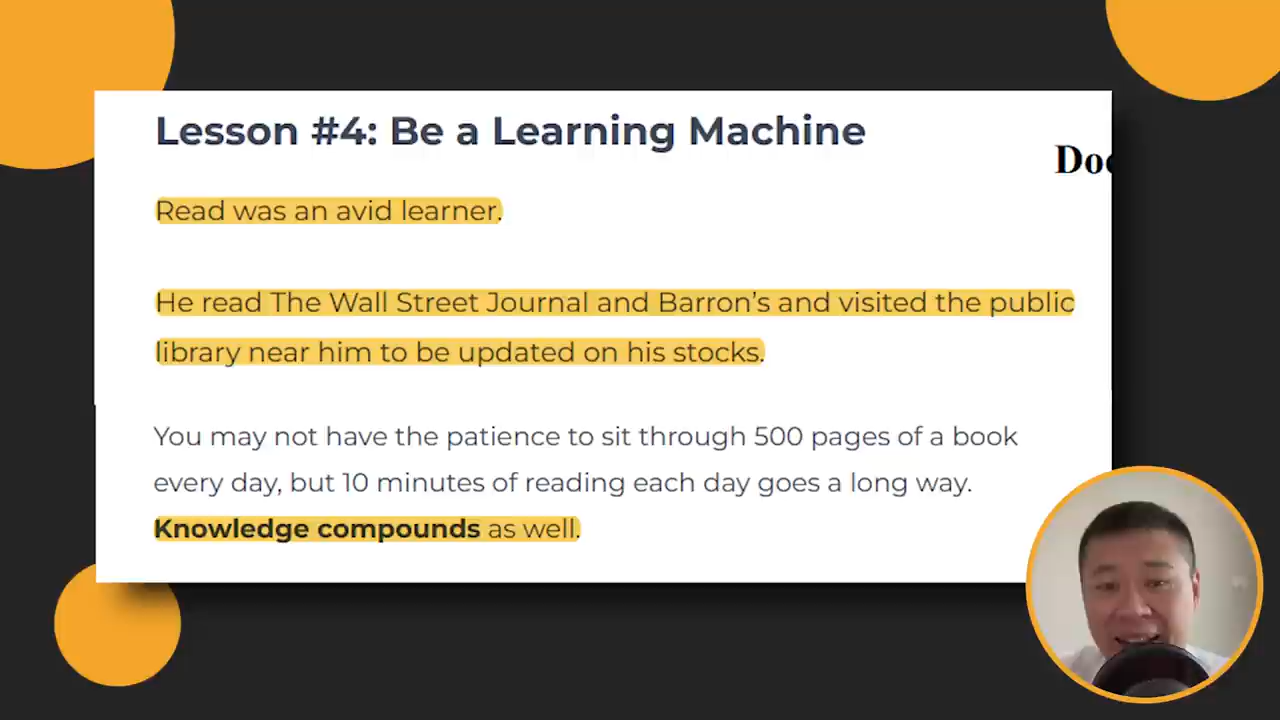 Lesson #4: Be a Learning Machine
Read was an avid learner.
He read The Wall Street Journal and Barron's and visited the public
library near him to be updated on his stocks.
You may not have the patience to sit through 500 pages of a book
every day, but 10 minutes of reading each day goes a long way.
Knowledge compounds as well.